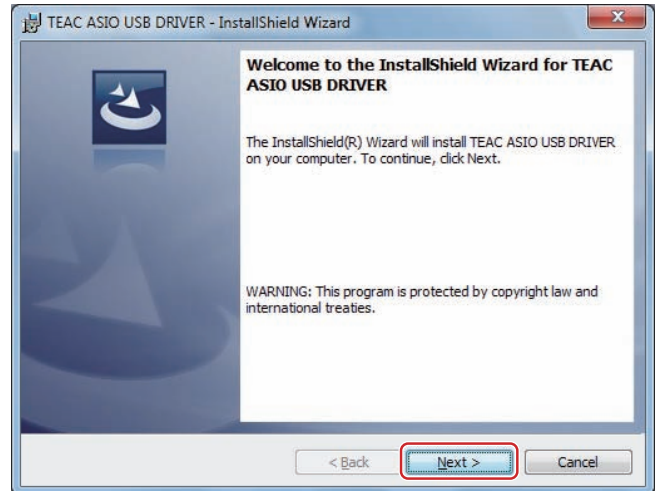 TEAC ASIO USB DRIVER - InstallShield Wizard
Welcome to the InstallShield Wizard for TEAC
ASIO USB DRIVER
The InstallShield(R) Wizard will install TEAC ASIO USB DRIVER
on your computer. To continue, click Next.
WARNING: This program is protected by copyright law and
international treaties.
< Back Next > Cancel